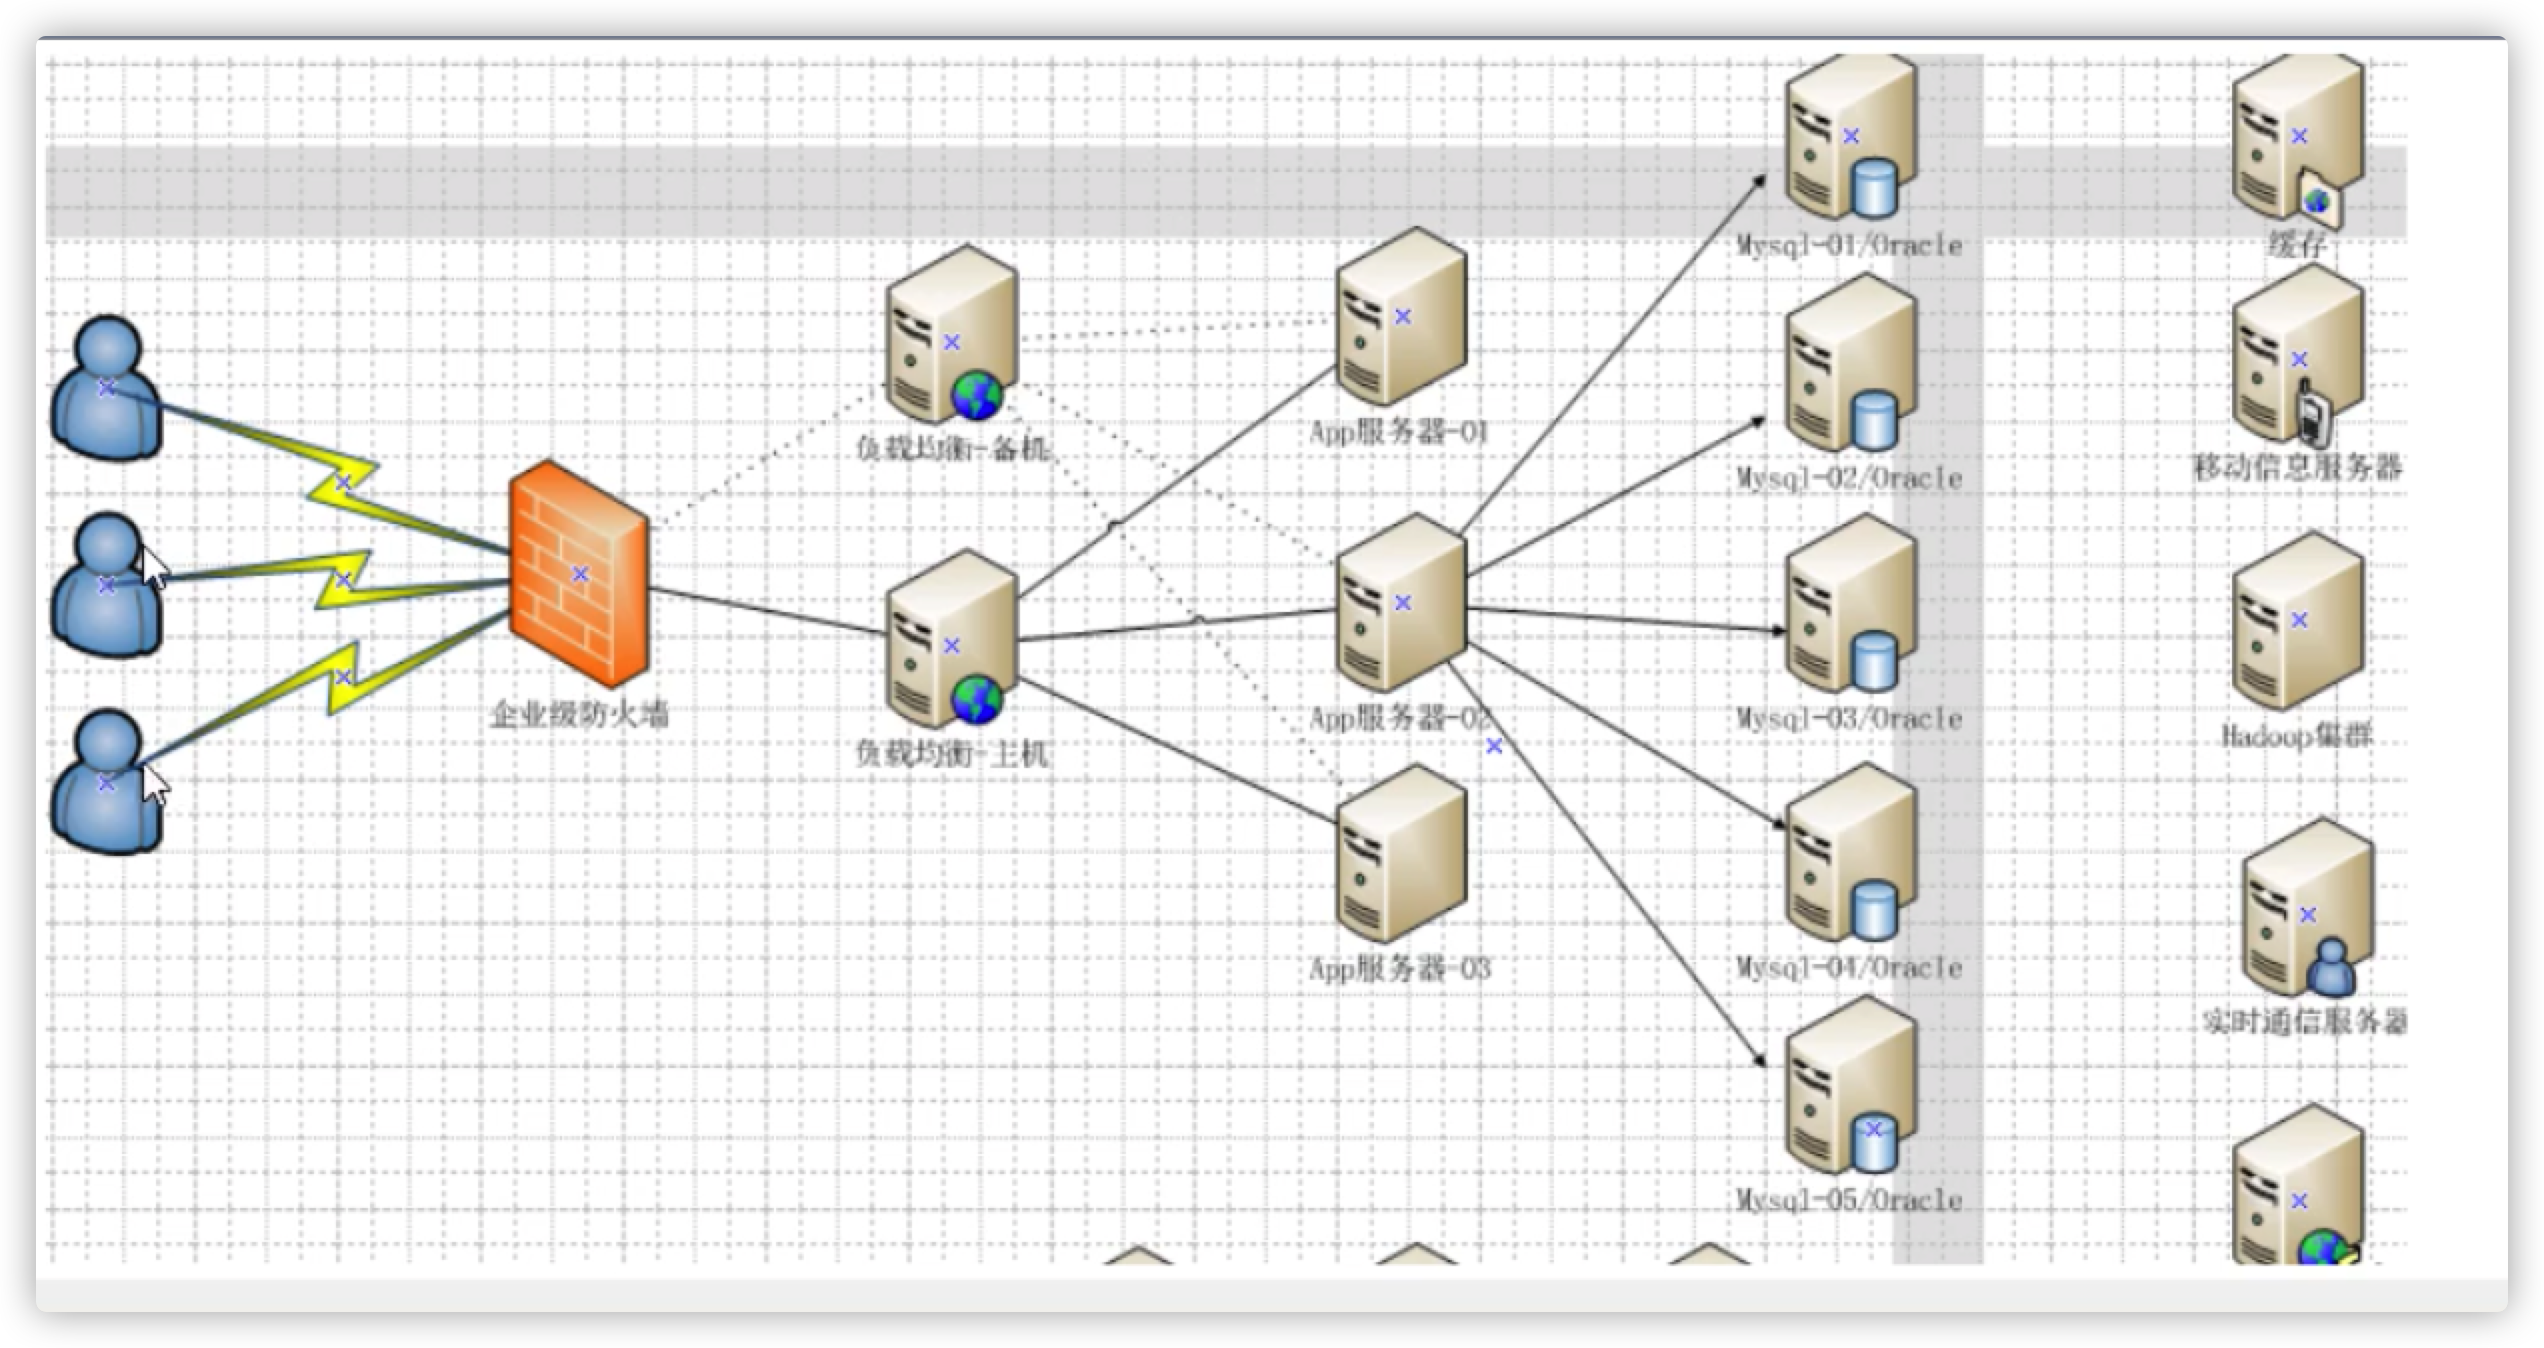 Mysql-01/Oracle
缓存
负载均衡-备机
App服务器-01
Mysql-02/Oracle
移动信息服务器
企业级防火墙
负载均衡-主机
App服务器-02
Mysql-03/Oracle
Hadoop集群
App服务器-03
Mysql-04/Oracle
实时通信服务器
Mysql-05/Oracle